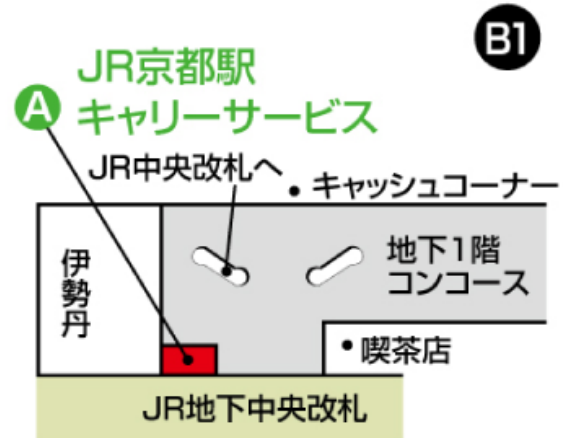 B1
JR京都駅
A キャリーサービス
JR中央改札へ
キャッシュコーナー
伊勢丹
地下1階
コンコース
喫茶店
JR地下中央改札